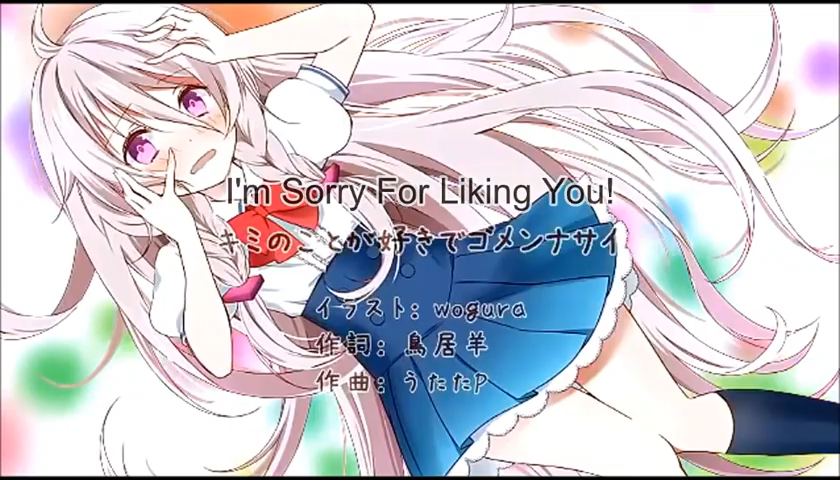 I'm Sorry For Liking You!
キミのことが好きでゴメンナサイ
イラスト: wogura
作詞:鳥居羊
作曲: うたたP